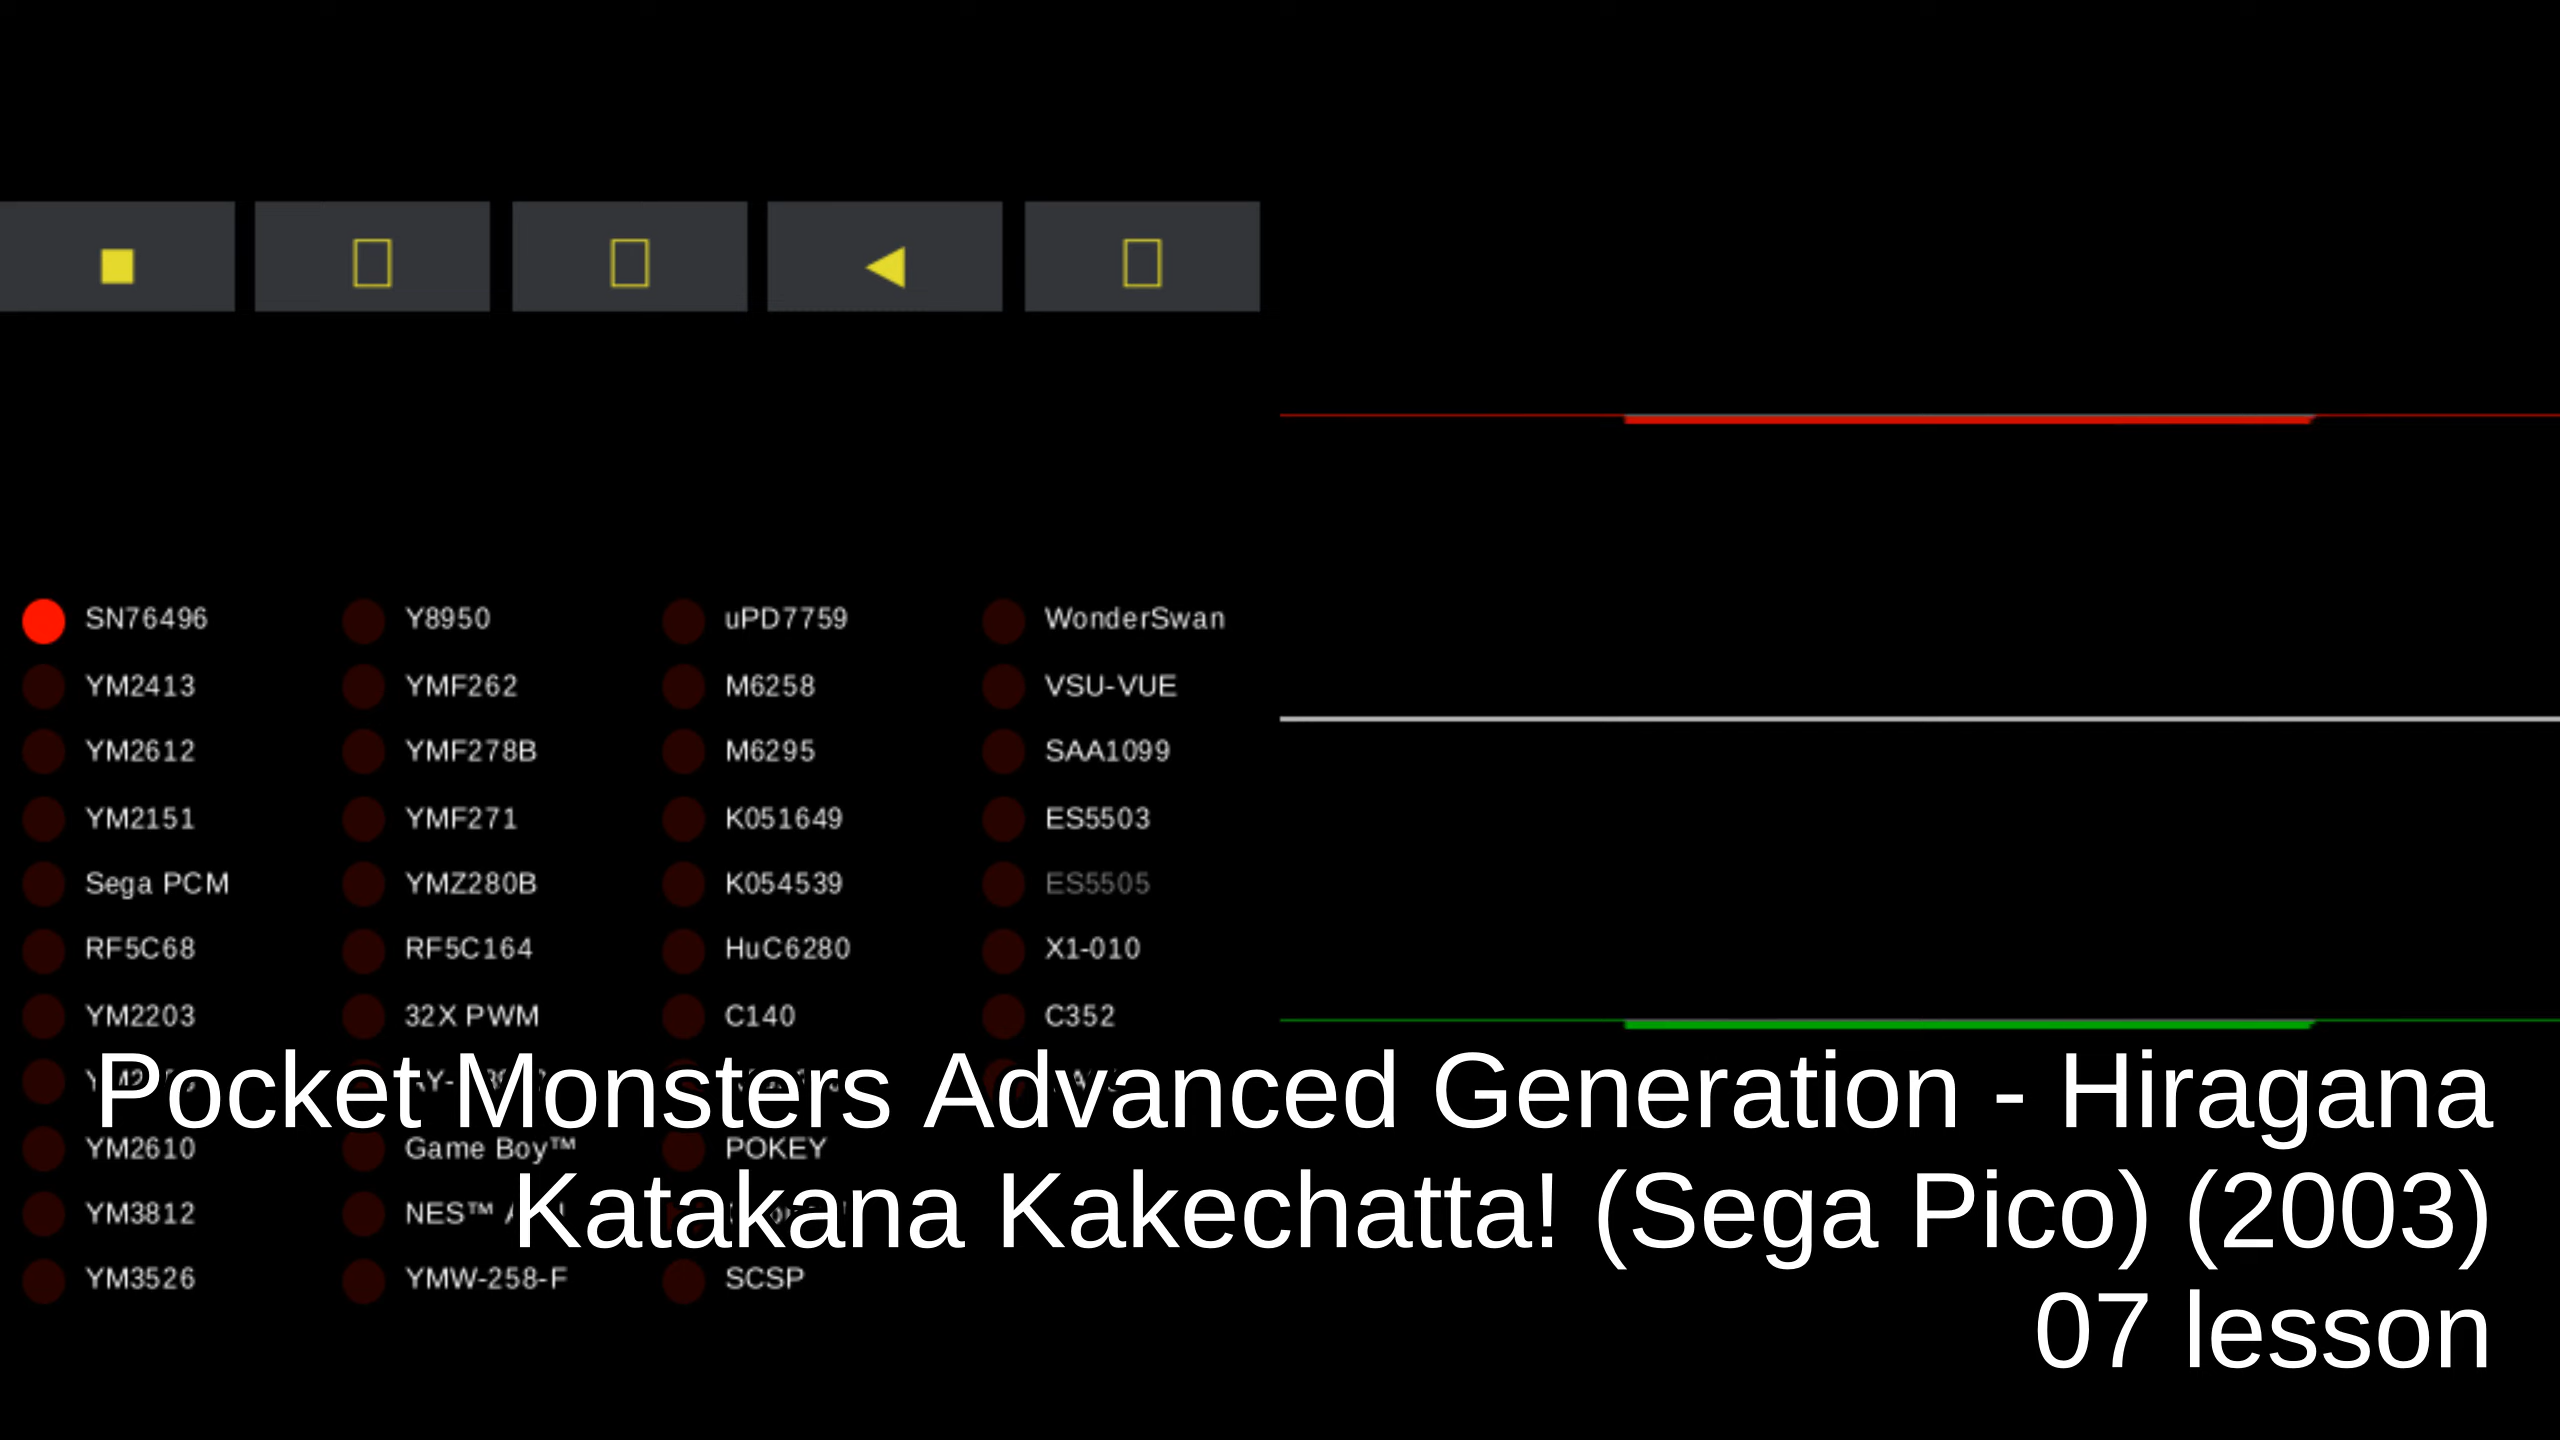 SN76496 Y8950 uPD7759 WonderSwan
YM2413 YMF262 M6258 VSU-VUE
YM2612 YMF278B M6295 SAA1099
YM2151 YMF271 K051649 ES5503
Sega PCM YMZ280B K054539 ES5505
RF5C68 RF5C164 HuC6280 X1-010
YM2203 32X PWM C140 C352
Pocket Monsters Advanced Generation - Hiragana
YM2610 Game Boy™ POKEY
Katakana Kakechatta! (Sega Pico) (2003)
YM3812 NES™
YM3526 YMW-258-F SCSP
07 lesson